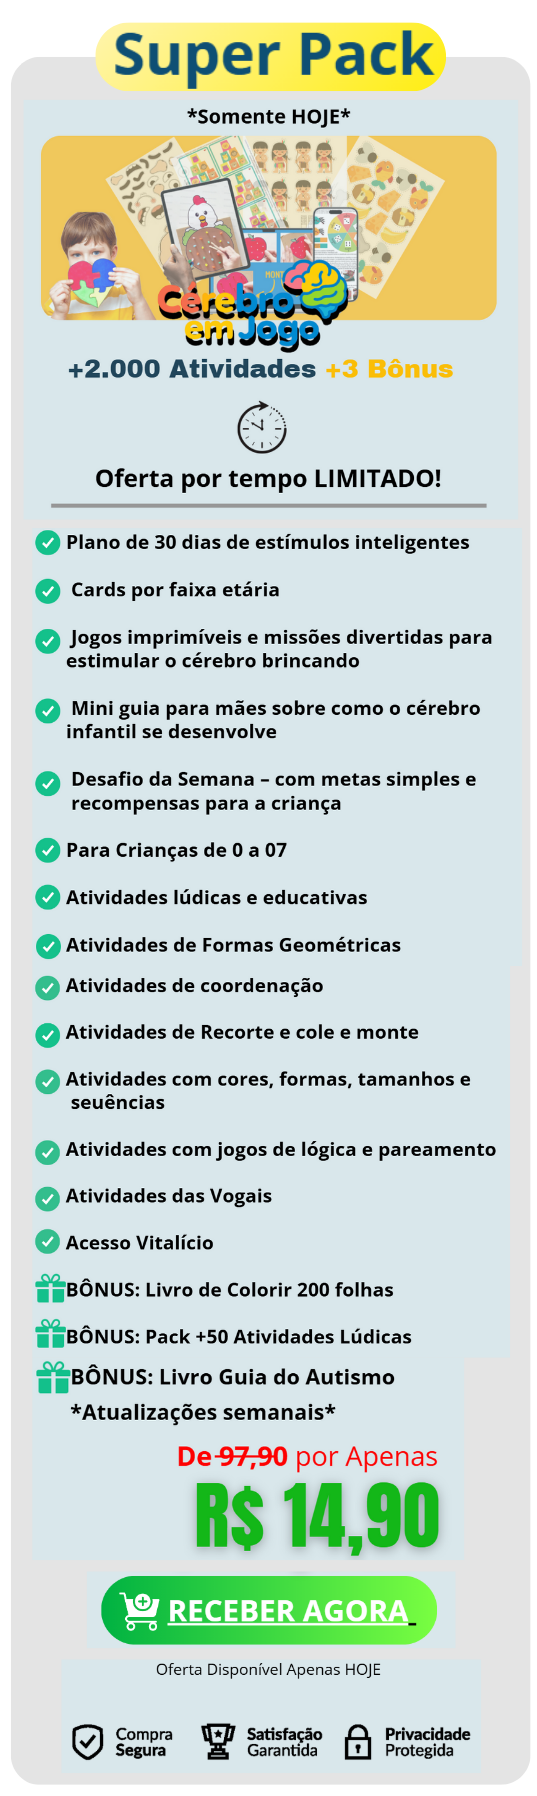 Super Pack
*Somente HOJE*
Cérebro
em Jogo
+2.000 Atividades +3 Bônus
Oferta por tempo LIMITADO!
Plano de 30 dias de estímulos inteligentes
Cards por faixa etária
Jogos imprimíveis e missões divertidas para
estimular o cérebro brincando
Mini guia para mães sobre como o cérebro
infantil se desenvolve
Desafio da Semana – com metas simples e
recompensas para a criança
Para Crianças de 0 a 07
Atividades lúdicas e educativas
Atividades de Formas Geométricas
Atividades de coordenação
Atividades de Recorte e cole e monte
Atividades com cores, formas, tamanhos e
seuências
Atividades com jogos de lógica e pareamento
Atividades das Vogais
Acesso Vitalício
BÔNUS: Livro de Colorir 200 folhas
BÔNUS: Pack +50 Atividades Lúdicas
BÔNUS: Livro Guia do Autismo
*Atualizações semanais*
De 97,90 por Apenas
R$ 14,90
RECEBER AGORA
Oferta Disponível Apenas HOJE
Compra Segura
Satisfação Garantida
Privacidade Protegida